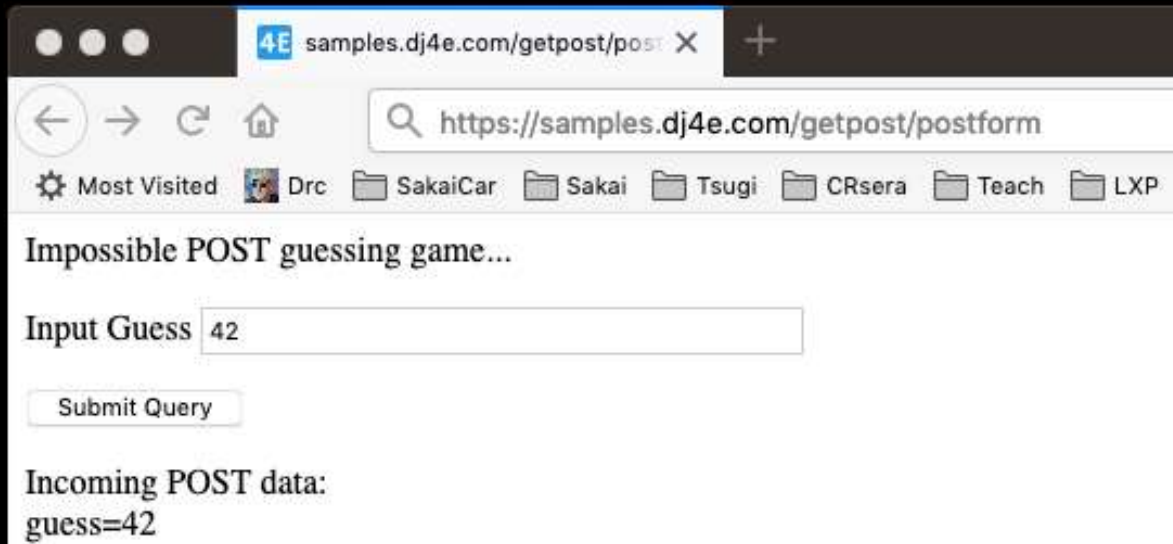 4E samples.dj4e.com/getpost/post
https://samples.dj4e.com/getpost/postform
Most Visited Drc SakaiCar Sakai Tsugi CRsera Teach LXP
Impossible POST guessing game...
Input Guess 42
Submit Query
Incoming POST data:
guess=42